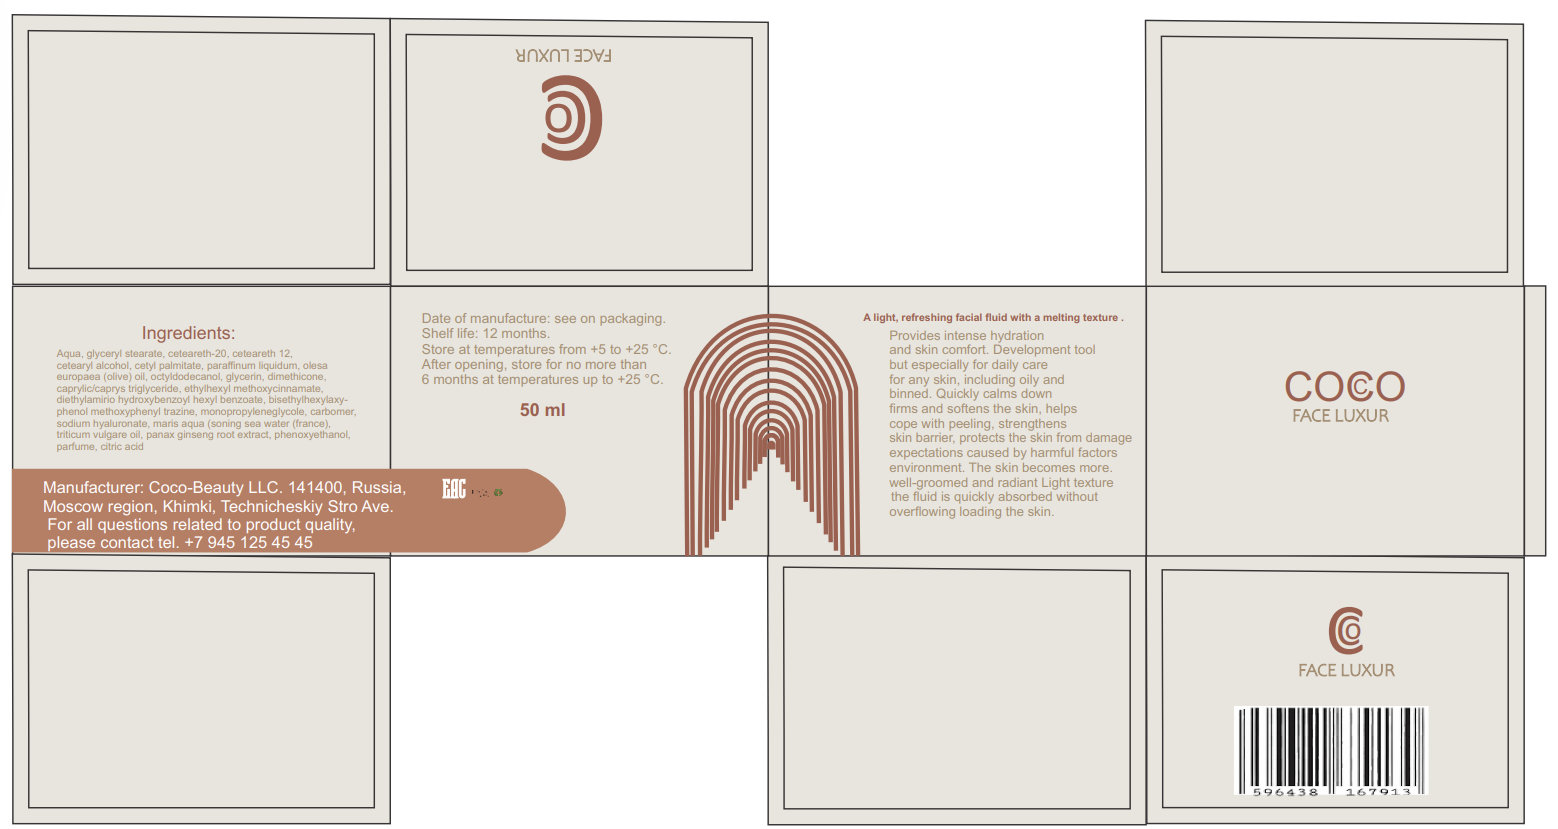 FACE LUXUR
Ingredients:
Aqua, glyceryl stearate, ceteareth-20, ceteareth 12,
cetearyl alcohol, cetyl palmitate, paraffinum liquidum, olesa
europaea (olive) oil, octyldodecanol, glycerin, dimethicone,
caprylic/caprys triglyceride, ethylhexyl methoxycinnamate,
diethylamirio hydroxybenzoyl hexyl benzoate, bisethylhexylaxy-
phenol methoxyphenyl trazine, monopropyleneglycole, carbomer,
sodium hyaluronate, maris aqua (soning sea water (france),
triticum vulgare oil, panax ginseng root extract, phenoxyethanol,
parfume, citric acid
Manufacturer: Coco-Beauty LLC. 141400, Russia,
Moscow region, Khimki, Technicheskiy Stro Ave.
For all questions related to product quality,
please contact tel. +7 945 125 45 45
EAC
Date of manufacture: see on packaging.
Shelf life: 12 months.
Store at temperatures from +5 to +25 °C.
After opening, store for no more than
6 months at temperatures up to +25 °C.
50 ml
A light, refreshing facial fluid with a melting texture .
Provides intense hydration
and skin comfort. Development tool
but especially for daily care
for any skin, including oily and
binned. Quickly calms down
firms and softens the skin, helps
cope with peeling, strengthens
skin barrier, protects the skin from damage
expectations caused by harmful factors
environment. The skin becomes more.
well-groomed and radiant Light texture
the fluid is quickly absorbed without
overflowing loading the skin.
COCCO
FACE LUXUR
FACE LUXUR
596438 167913